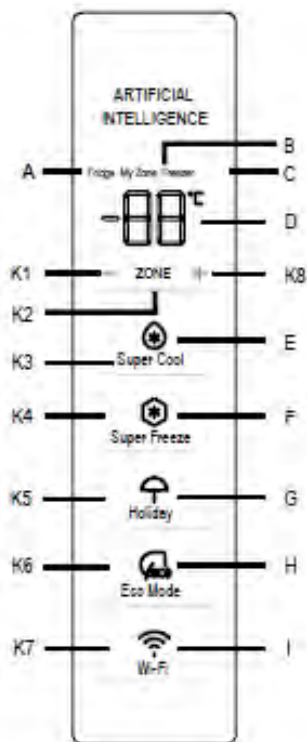 ARTIFICIAL
INTELLIGENCE
B
A Fridge My Zone Freezer C
-88°C D
K1 - ZONE + K8
K2
E
K3 Super Cool
K4 F
Super Freeze
K5 G
Holiday
K6 H
Eco Mode
K7 I
Wi-Fi